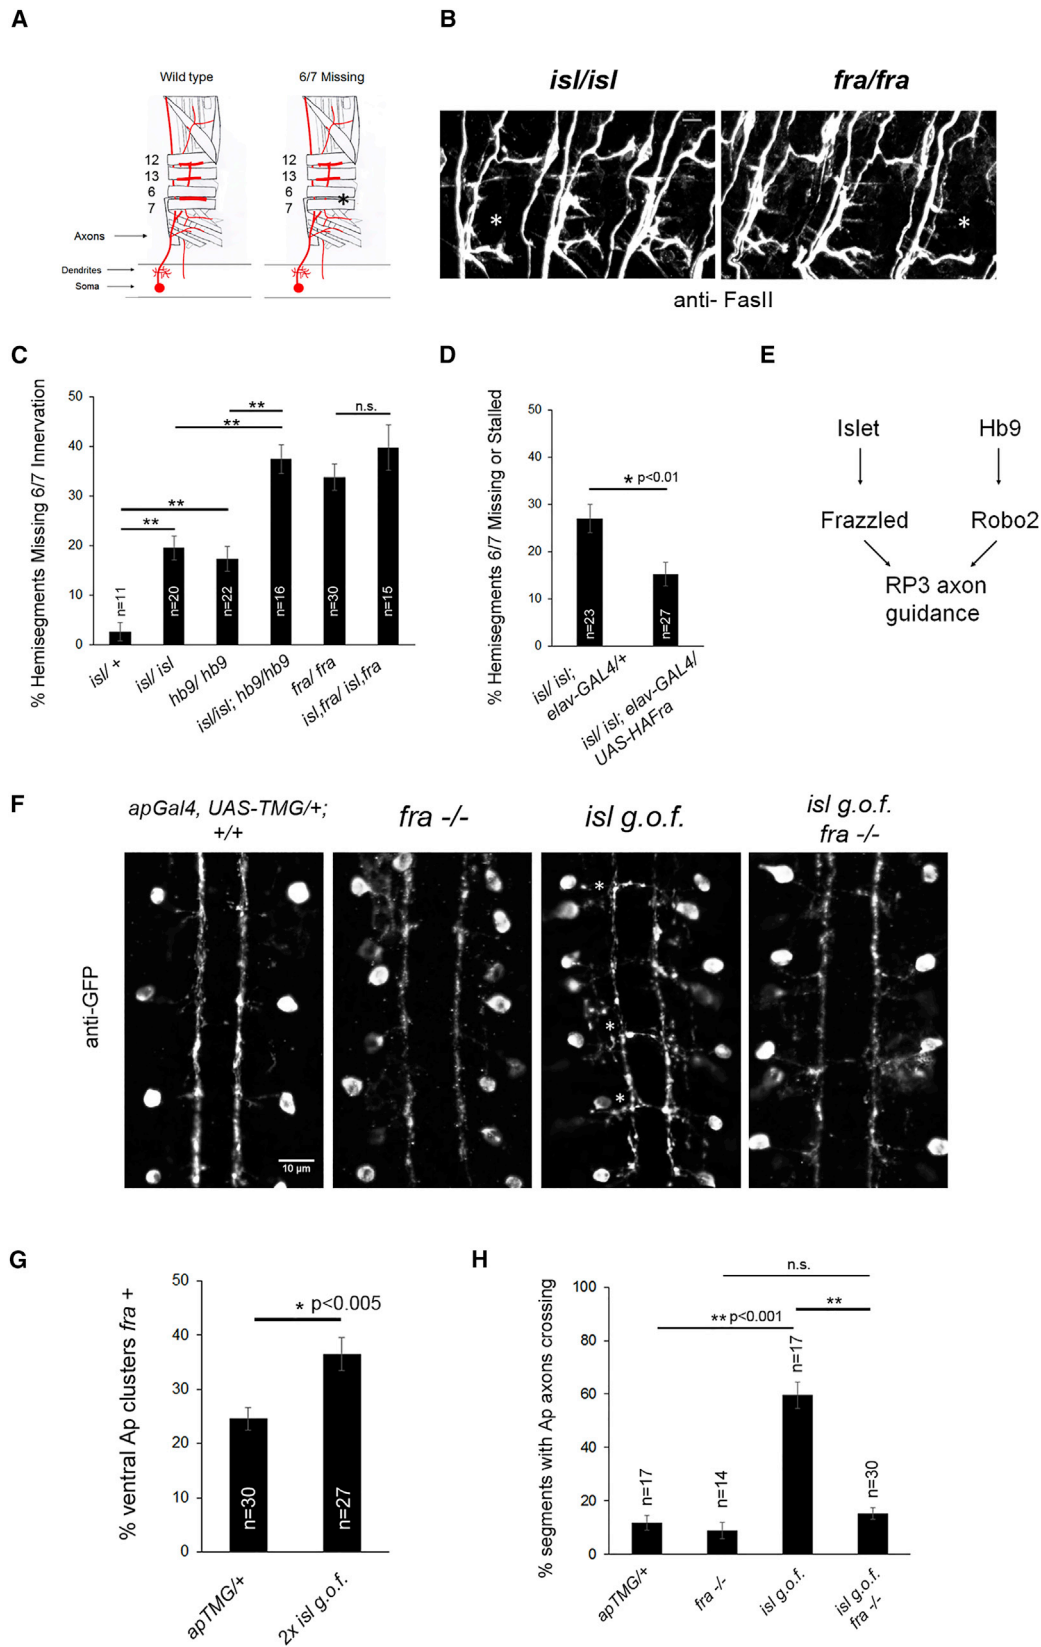 A
Wild type
6/7 Missing
12
13
6
7
12
13
6
7
*
Axons
Dendrites
Soma
B
isl/isl
fra/fra
*
*
anti- FasII
C
% Hemisegments Missing 6/7 Innervation
50
40
30
20
10
0
**
**
**
**
n.s.
n=11
n=20
n=22
n=16
n=30
n=15
isl/ +
isl/ isl
hb9/ hb9
isl/isl; hb9/hb9
fra/ fra
isl,fra/ isl,fra
D
% Hemisegments 6/7 Missing or Stalled
50
40
30
20
10
0
* p<0.01
n=23
n=27
isl/ isl;
elav-GAL4/+
isl/ isl; elav-GAL4/
UAS-HAFra
E
Islet
Hb9
Frazzled
Robo2
RP3 axon
guidance
F
apGal4, UAS-TMG/+;
+/+
fra -/-
isl g.o.f.
isl g.o.f.
fra -/-
anti-GFP
*
*
*
10 µm
G
% ventral Ap clusters fra +
50
40
30
20
10
0
* p<0.005
n=30
n=27
apTMG/+
2x isl g.o.f.
H
% segments with Ap axons crossing
100
80
60
40
20
0
n.s.
**
** p<0.001
n=17
n=14
n=17
n=30
apTMG/+
fra -/-
isl g.o.f.
isl g.o.f.
fra -/-